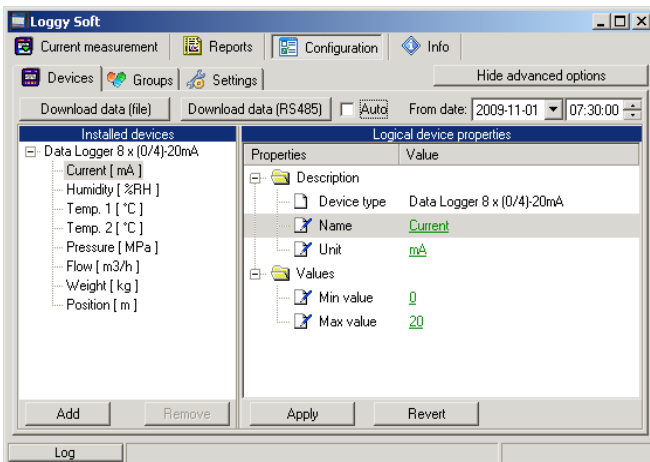 Loggy Soft
Current measurement Reports Configuration Info
Devices Groups Settings Hide advanced options
Download data (file) Download data (RS485) Auto From date: 2009-11-01 07:30:00
Installed devices
Data Logger 8 x (0/4)-20mA
Current [ mA ]
Humidity [ %RH ]
Temp. 1 [ °C ]
Temp. 2 [ °C ]
Pressure [ MPa ]
Flow [ m3/h ]
Weight [ kg ]
Position [ m ]
Add Remove
Logical device properties
Properties Value
Description
Device type Data Logger 8 x (0/4)-20mA
Name Current
Unit mA
Values
Min value 0
Max value 20
Apply Revert
Log